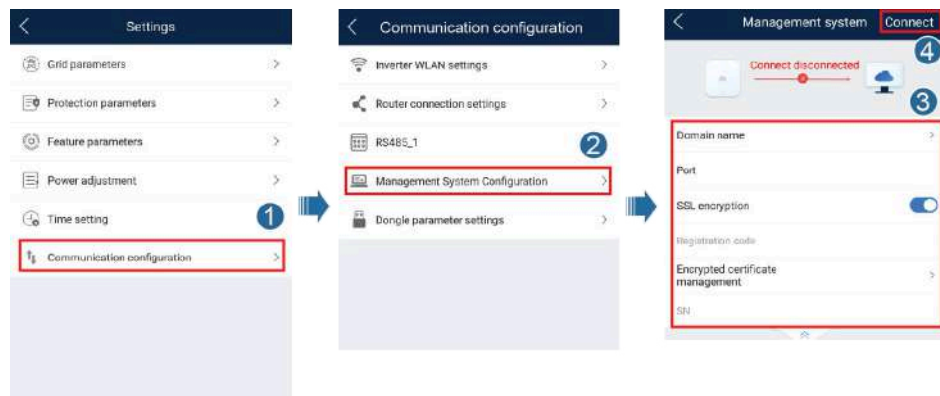 Settings
Grid parameters
Protection parameters
Feature parameters
Power adjustment
Time setting
1
Communication configuration
Communication configuration
Inverter WLAN settings
Router connection settings
RS485_1
2
Management System Configuration
Dongle parameter settings
Management system
Connect
4
Connect disconnected
3
Domain name
Port
SSL encryption
Registration code
Encrypted certificate
management
SN